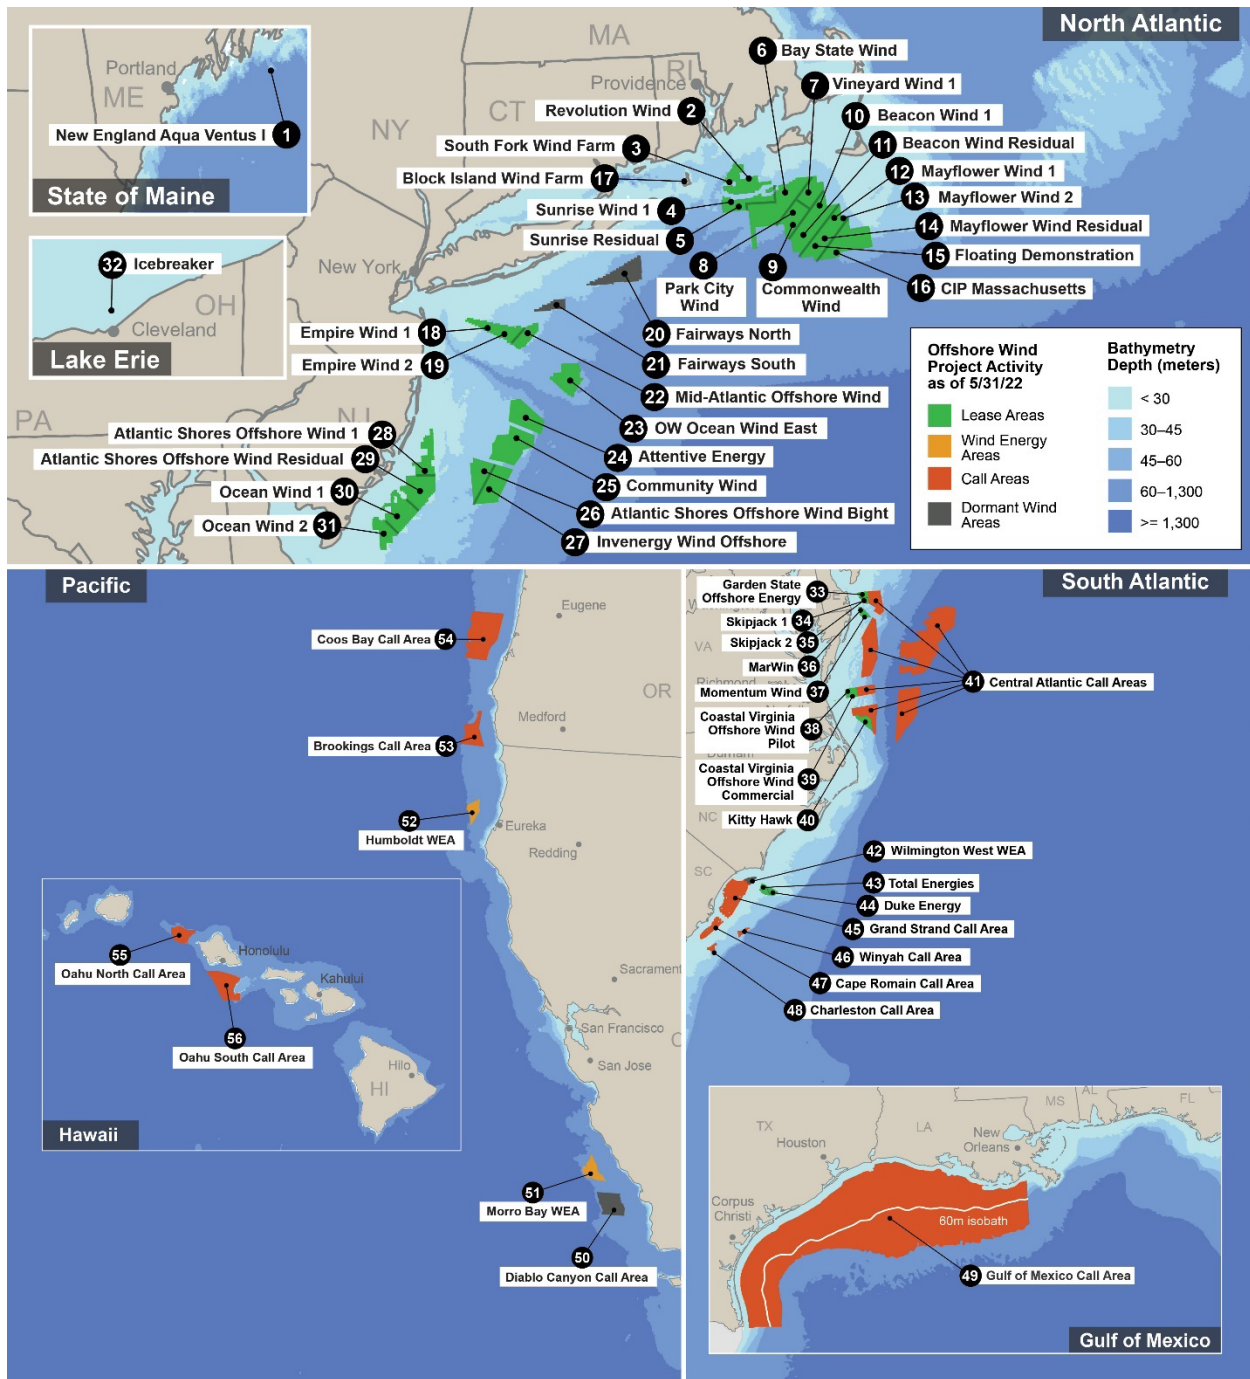 North Atlantic
MA
RI
Providence
CT
NY
Portland
ME
New England Aqua Ventus I 1
State of Maine
6 Bay State Wind
7 Vineyard Wind 1
Revolution Wind 2
10 Beacon Wind 1
South Fork Wind Farm 3
11 Beacon Wind Residual
Block Island Wind Farm 17
12 Mayflower Wind 1
13 Mayflower Wind 2
Sunrise Wind 1 4
14 Mayflower Wind Residual
Sunrise Residual 5
15 Floating Demonstration
8
Park City
Wind
9
Commonwealth
Wind
16 CIP Massachusetts
32 Icebreaker
OH
Cleveland
Lake Erie
New York
Empire Wind 1 18
Empire Wind 2 19
20 Fairways North
21 Fairways South
22 Mid-Atlantic Offshore Wind
23 OW Ocean Wind East
24 Attentive Energy
25 Community Wind
26 Atlantic Shores Offshore Wind Bight
27 Invenergy Wind Offshore
PA
NJ
Atlantic Shores Offshore Wind 1 28
Atlantic Shores Offshore Wind Residual 29
Ocean Wind 1 30
Ocean Wind 2 31
Offshore Wind
Project Activity
as of 5/31/22
Lease Areas
Wind Energy
Areas
Call Areas
Dormant Wind
Areas
Bathymetry
Depth (meters)
< 30
30–45
45–60
60–1,300
>= 1,300
Pacific
Eugene
Coos Bay Call Area 54
OR
Medford
Brookings Call Area 53
52
Humboldt WEA
Eureka
Redding
55
Oahu North Call Area
Honolulu
Kahului
56
Oahu South Call Area
Hilo
HI
Hawaii
Sacrament
San Francisco
C
San Jose
51
Morro Bay WEA
50
Diablo Canyon Call Area
South Atlantic
Garden State
Offshore Energy 33
DE
Skipjack 1 34
Skipjack 2 35
VA
MarWin 36
Richmond
Momentum Wind 37
41 Central Atlantic Call Areas
Coastal Virginia
Offshore Wind
Pilot
38
Durham
Coastal Virginia
Offshore Wind
Commercial
39
NC
Kitty Hawk 40
SC
42 Wilmington West WEA
43 Total Energies
44 Duke Energy
45 Grand Strand Call Area
46 Winyah Call Area
47 Cape Romain Call Area
48 Charleston Call Area
TX
LA
MS
AL
FL
Houston
New
Orleans
Corpus
Christi
60m isobath
49 Gulf of Mexico Call Area
Gulf of Mexico